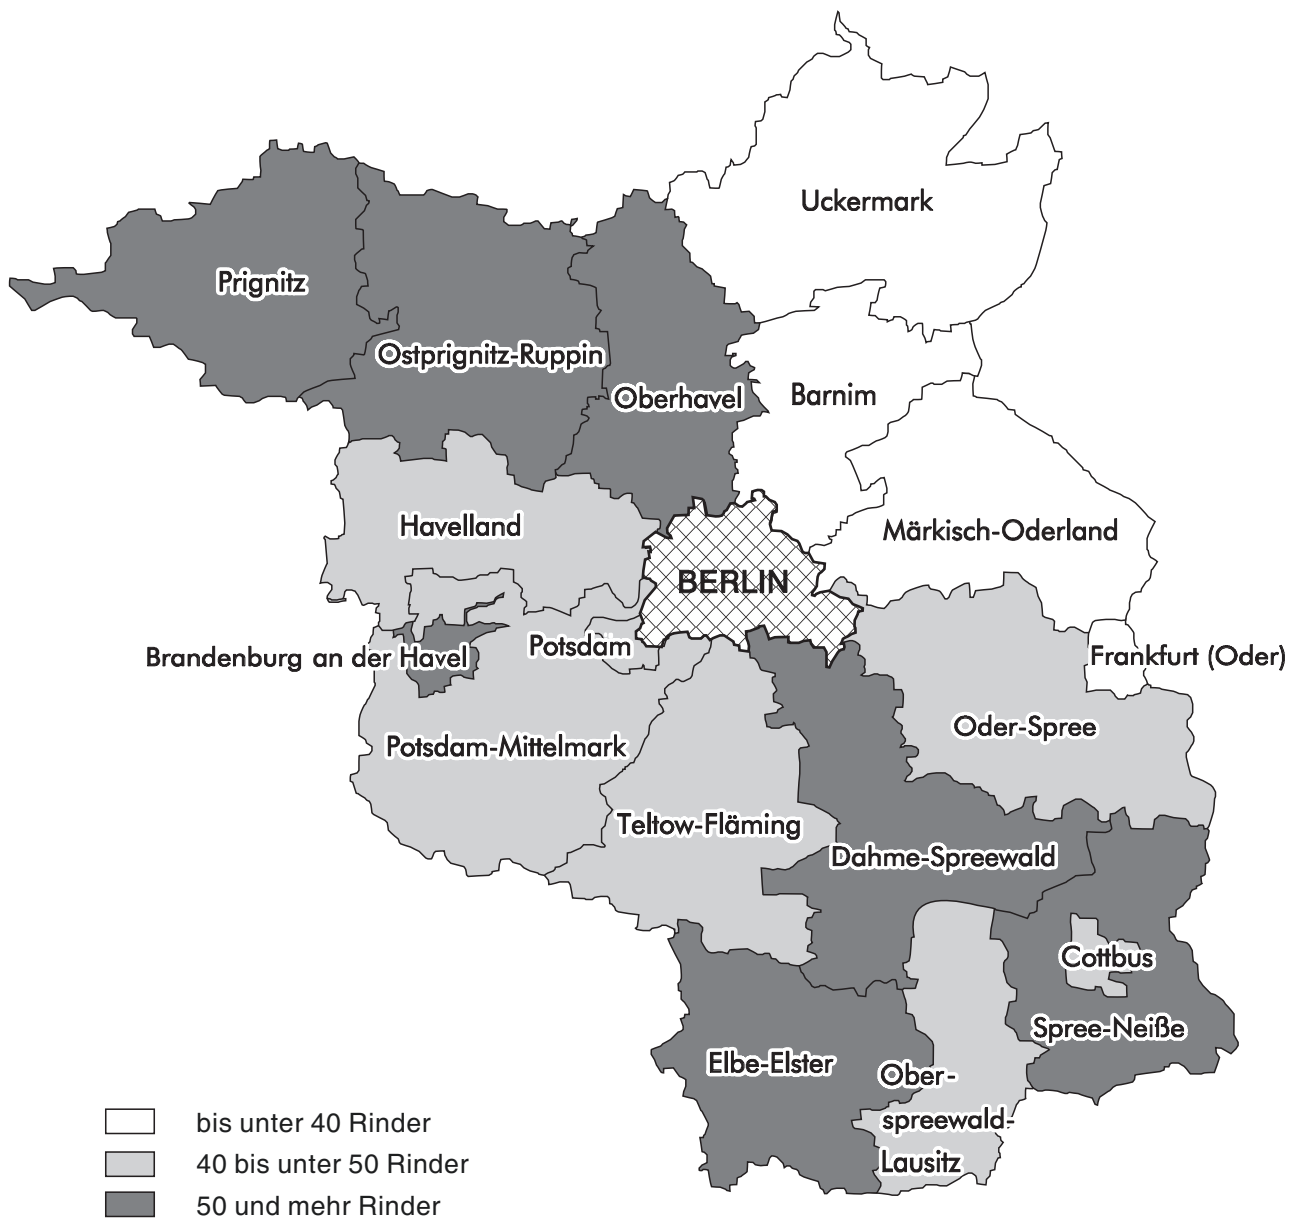 Uckermark
Prignitz
Ostprignitz-Ruppin
Oberhavel
Barnim
Havelland
Märkisch-Oderland
BERLIN
Potsdam
Brandenburg an der Havel
Frankfurt (Oder)
Potsdam-Mittelmark
Oder-Spree
Teltow-Fläming
Dahme-Spreewald
Cottbus
Spree-Neiße
Elbe-Elster
Ober-
spreewald-
Lausitz
bis unter 40 Rinder
40 bis unter 50 Rinder
50 und mehr Rinder